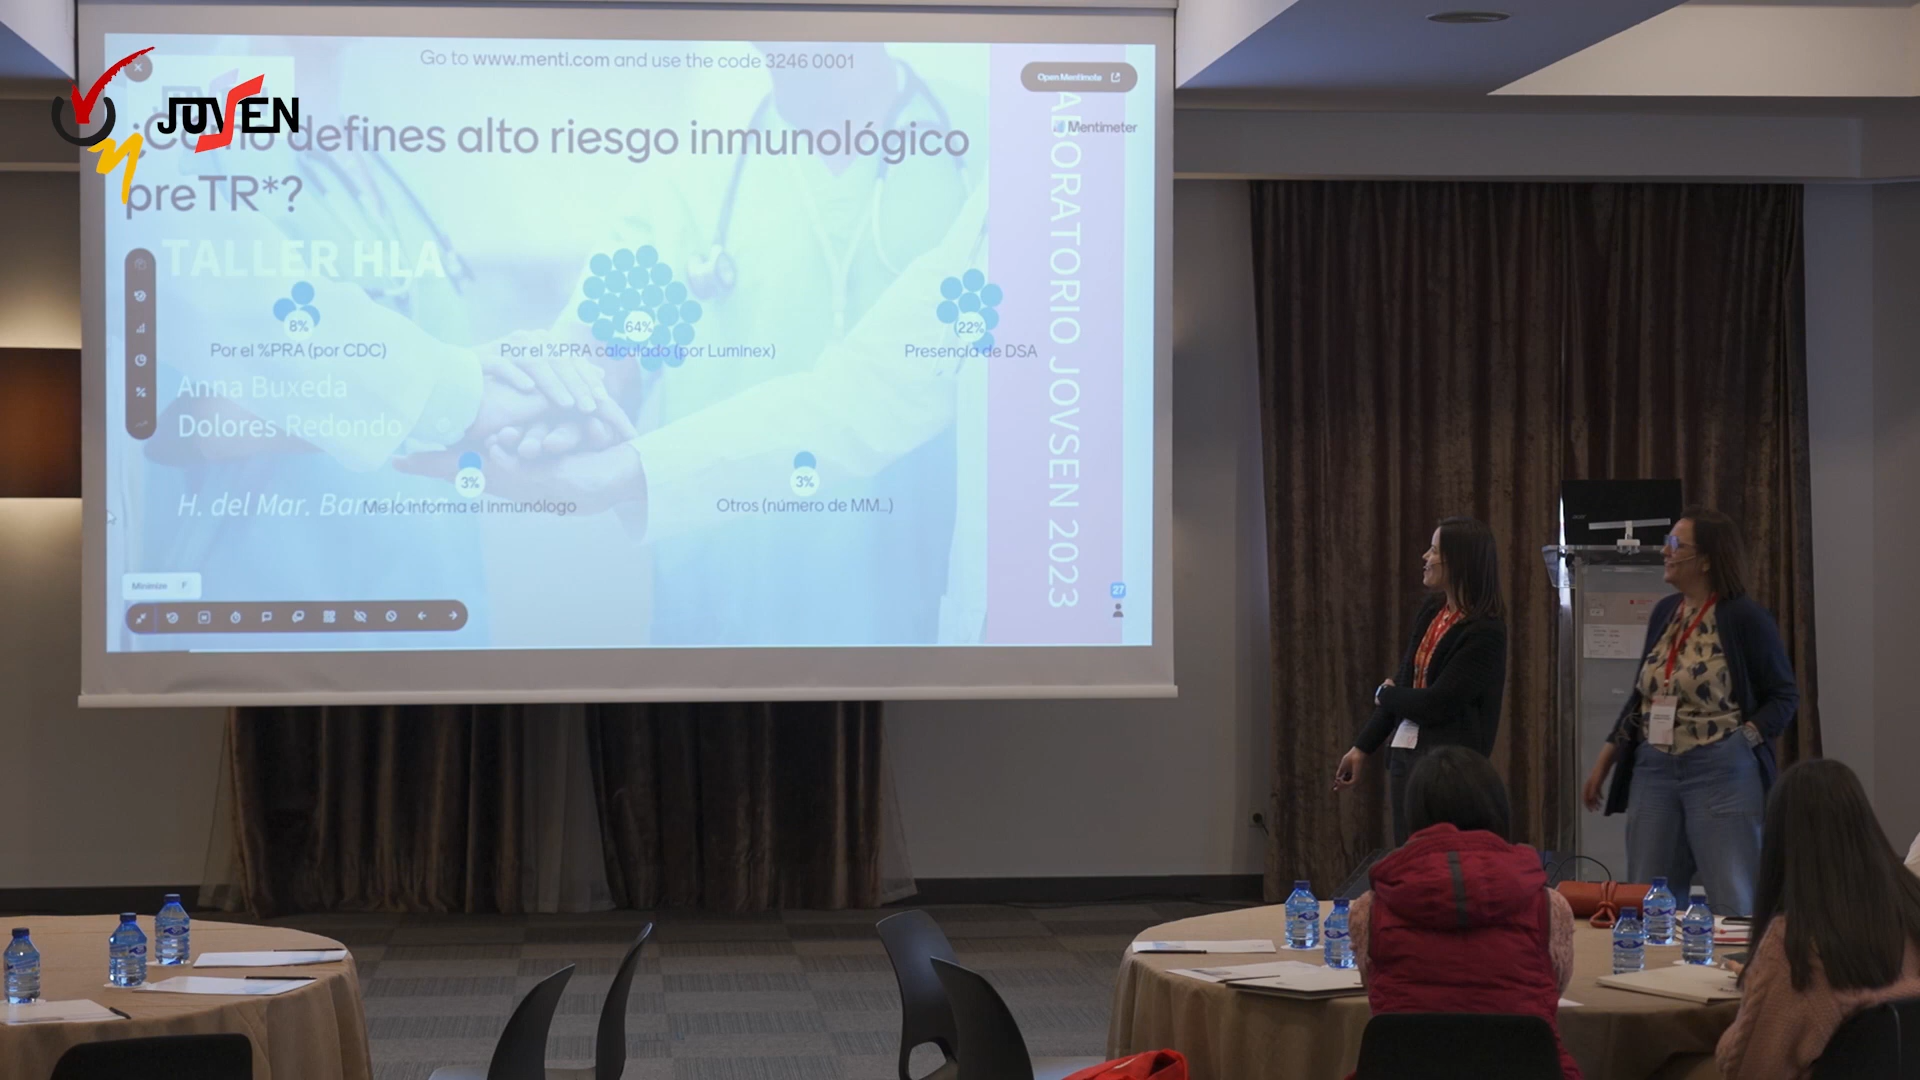 JOVSEN
Go to www.menti.com and use the code 3246 0001
Open Mentimote
Mentimeter
¿Cómo defines alto riesgo inmunológico
preTR*?
TALLER HLA
8%
Por el %PRA (por CDC)
64%
Por el %PRA calculado (por Luminex)
22%
Presencia de DSA
Anna Buxeda
Dolores Redondo
3%
Me lo informa el inmunólogo
3%
Otros (número de MM...)
H. del Mar. Barcelona
Minimize F
27
LABORATORIO JOVSEN 2023